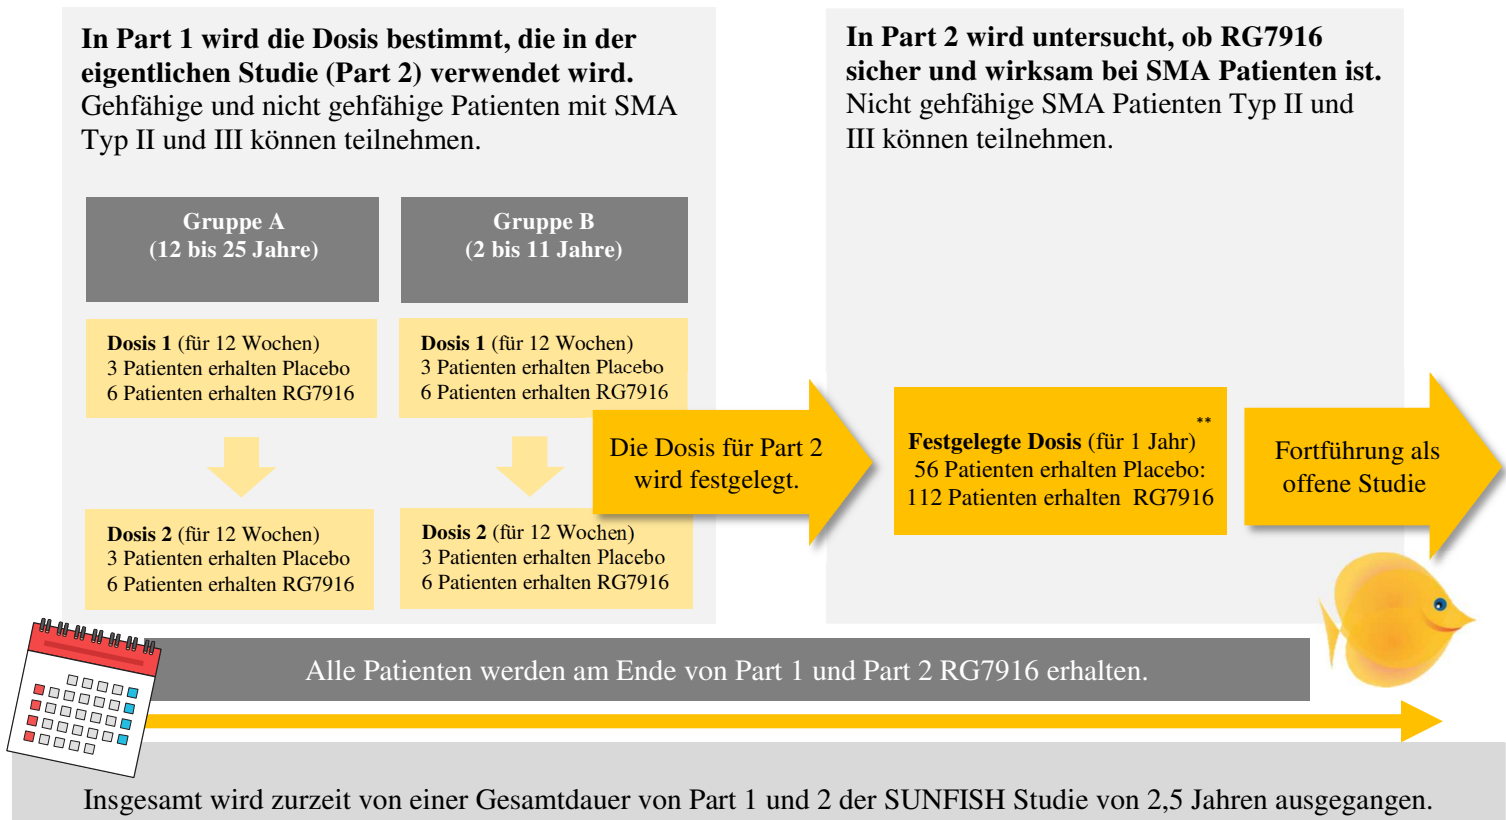 In Part 1 wird die Dosis bestimmt, die in der
eigentlichen Studie (Part 2) verwendet wird.
Gehfähige und nicht gehfähige Patienten mit SMA
Typ II und III können teilnehmen.
Gruppe A
(12 bis 25 Jahre)
Gruppe B
(2 bis 11 Jahre)
Dosis 1 (für 12 Wochen)
3 Patienten erhalten Placebo
6 Patienten erhalten RG7916
Dosis 1 (für 12 Wochen)
3 Patienten erhalten Placebo
6 Patienten erhalten RG7916
Dosis 2 (für 12 Wochen)
3 Patienten erhalten Placebo
6 Patienten erhalten RG7916
Dosis 2 (für 12 Wochen)
3 Patienten erhalten Placebo
6 Patienten erhalten RG7916
Die Dosis für Part 2
wird festgelegt.
In Part 2 wird untersucht, ob RG7916
sicher und wirksam bei SMA Patienten ist.
Nicht gehfähige SMA Patienten Typ II und
III können teilnehmen.
Festgelegte Dosis (für 1 Jahr)**
56 Patienten erhalten Placebo:
112 Patienten erhalten RG7916
Fortführung als
offene Studie
Alle Patienten werden am Ende von Part 1 und Part 2 RG7916 erhalten.
Insgesamt wird zurzeit von einer Gesamtdauer von Part 1 und 2 der SUNFISH Studie von 2,5 Jahren ausgegangen.